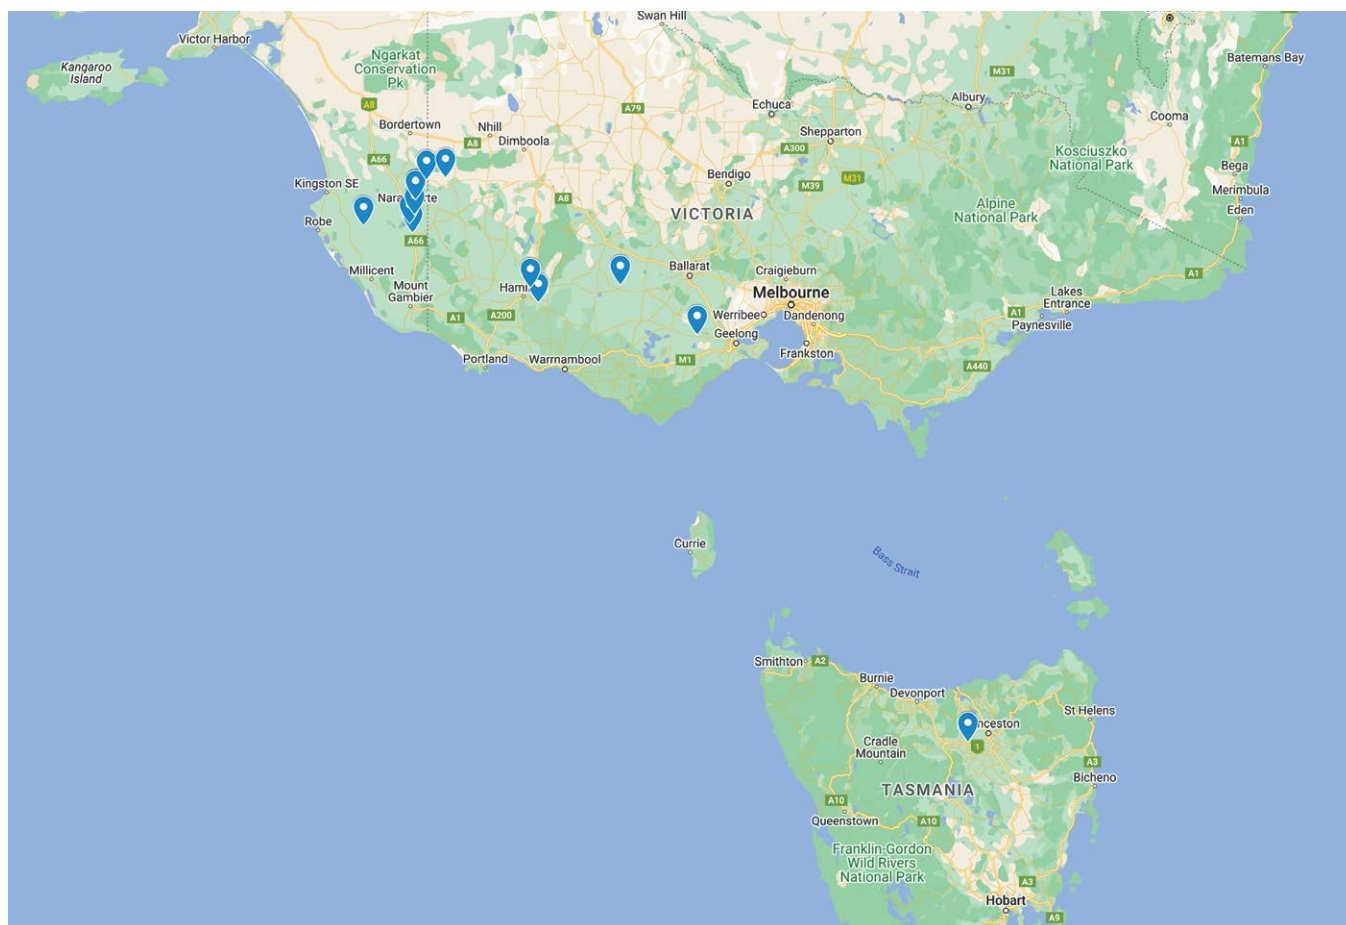 Swan Hill
Victor Harbor
Ngarkat
Conservation
Pk
Kangaroo
Island
Batemans Bay
M31
A8
A79
Echuca
Albury
Cooma
Bordertown
Nhill
Dimboola
A8
Shepparton
A300
A1
Kosciuszko
National Park
A66
Bega
Bendigo
M39
M31
Kingston SE
Merimbula
A8
VICTORIA
Alpine
National Park
Eden
Robe
A66
Millicent
Mount
Gambier
Ballarat
Craigieburn
A1
Melbourne
Lakes
Entrance
A1
A200
Werribee
Dandenong
A1
Paynesville
Geelong
Portland
Warrnambool
M1
Frankston
A440
Currie
Bass Strait
Smithton
A2
Burnie
Devonport
St Helens
Cradle
Mountain
1
A3
Bicheno
TASMANIA
A10
Queenstown
A10
Franklin-Gordon
Wild Rivers
National Park
A3
Hobart
A9